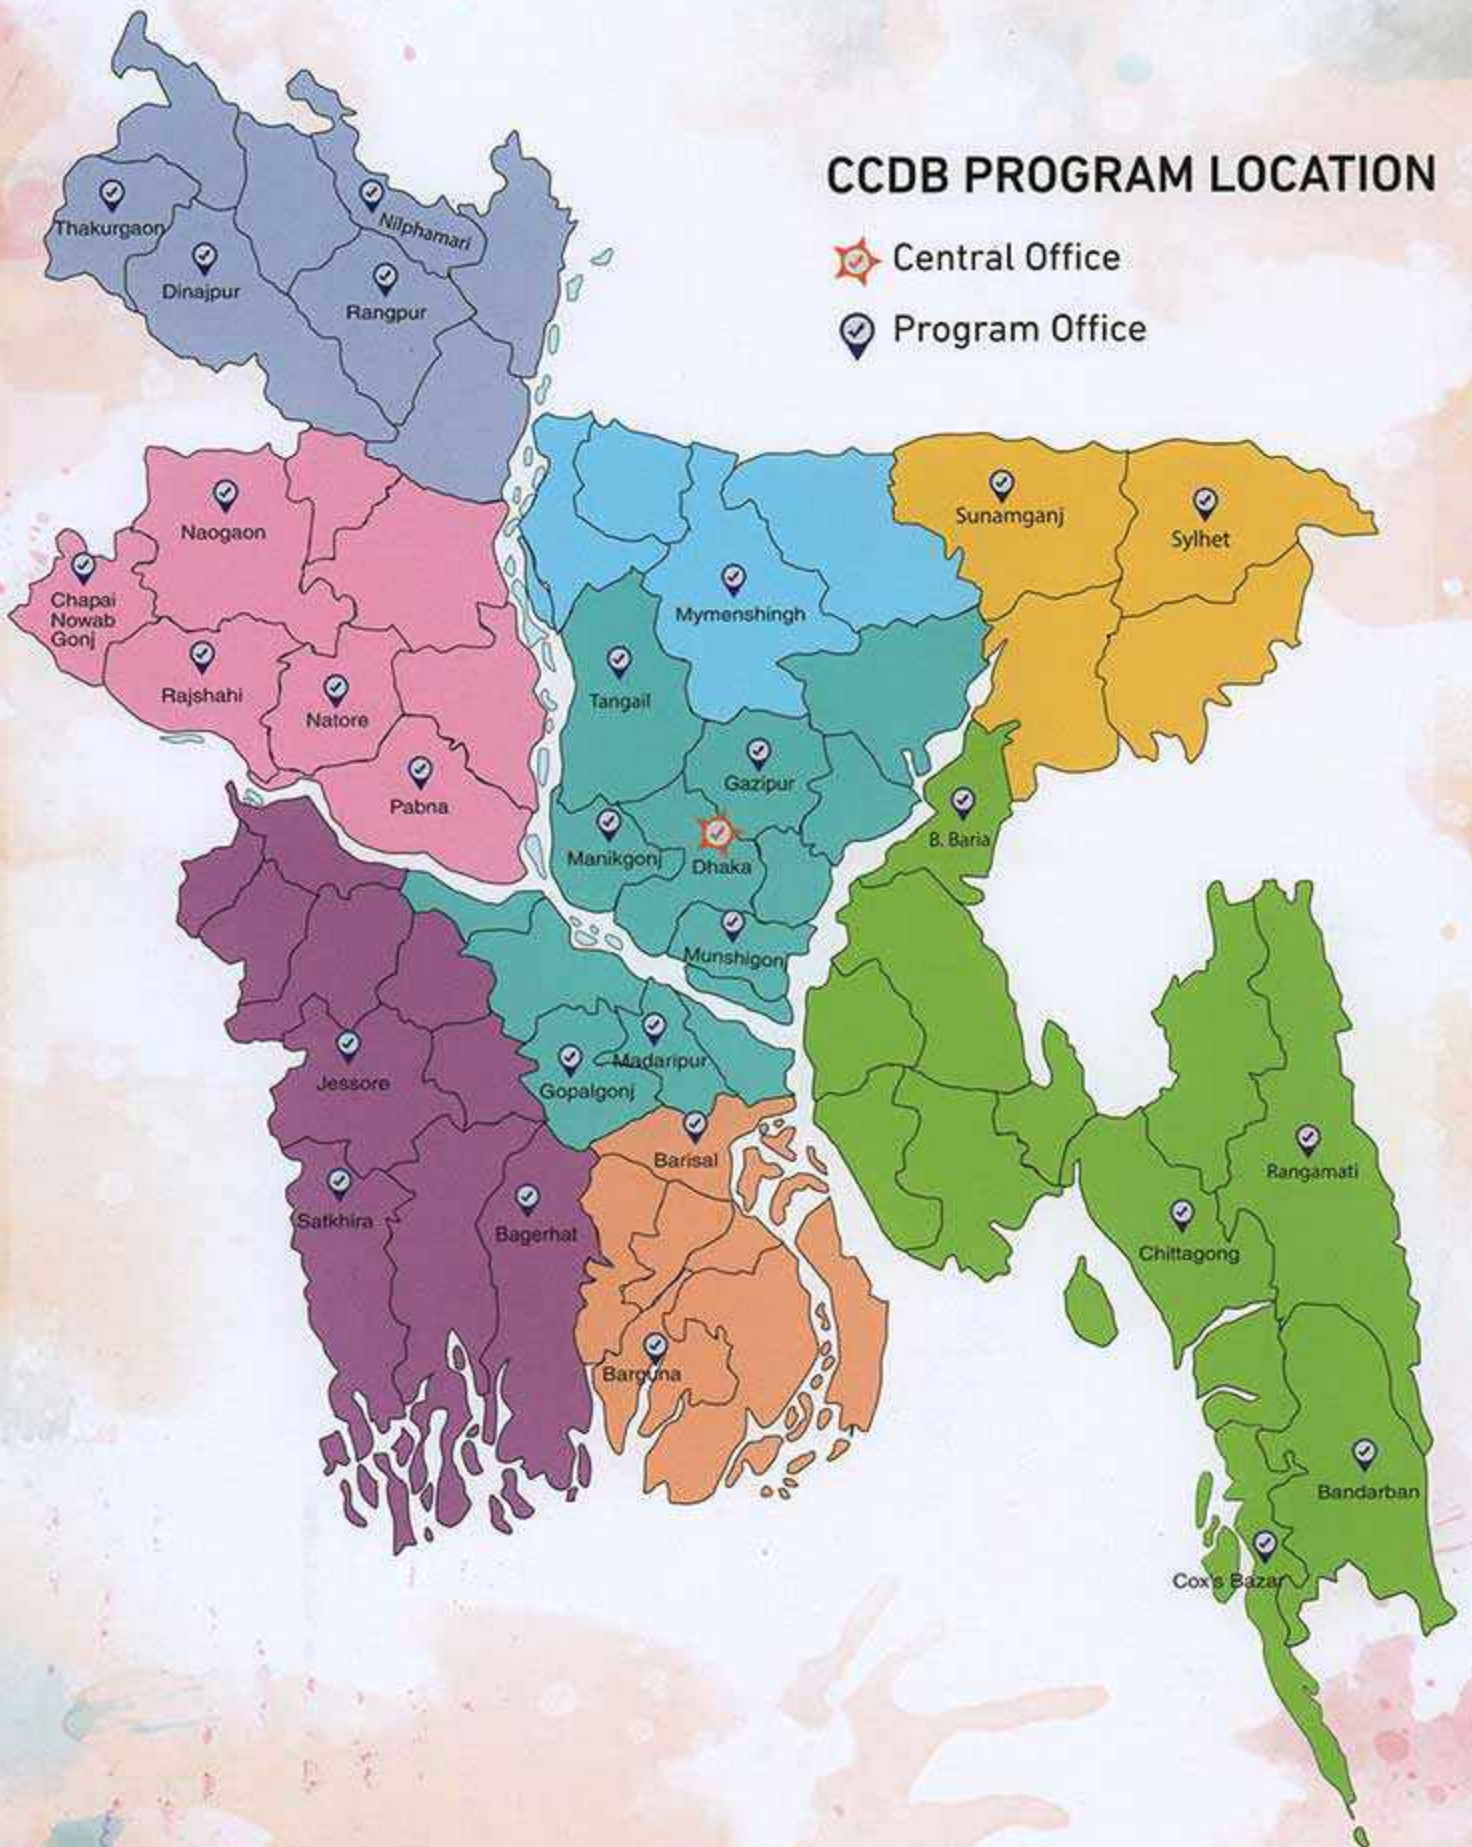 CCDB PROGRAM LOCATION
Central Office
Program Office
Thakurgaon
Nilphamari
Dinajpur
Rangpur
Naogaon
Chapai
Nowab
Gonj
Rajshahi
Natore
Pabna
Sunamganj
Sylhet
Mymenshingh
Tangail
Gazipur
Manikgonj
Dhaka
Munshigonj
B. Baria
Madaripur
Gopalgonj
Jessore
Satkhira
Bagerhat
Barisal
Barguna
Rangamati
Chittagong
Bandarban
Cox's Bazar